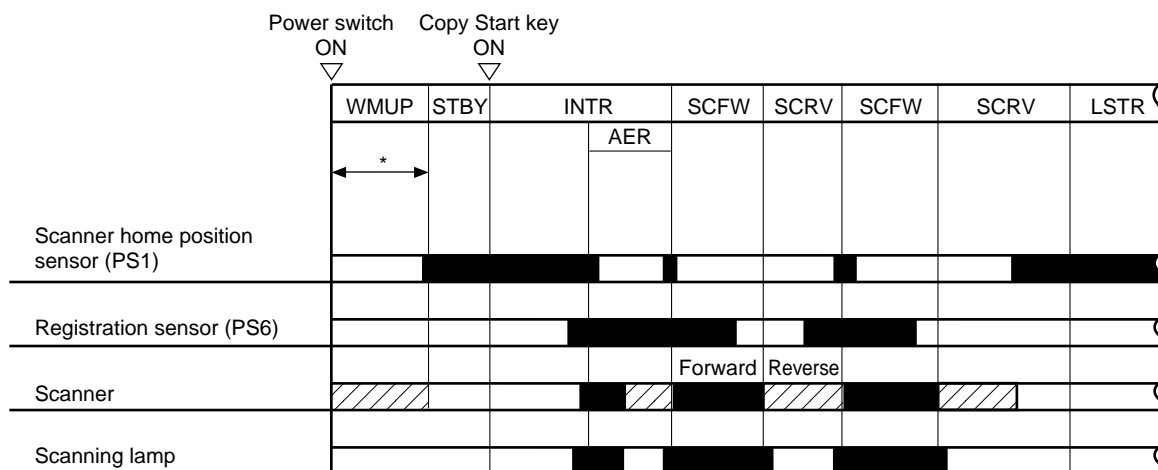 Power switch Copy Start key
ON ON
WMUP STBY INTR SCFW SCRV SCFW SCRV LSTR
AER
*
Scanner home position
sensor (PS1)
Registration sensor (PS6)
Forward Reverse
Scanner
Scanning lamp